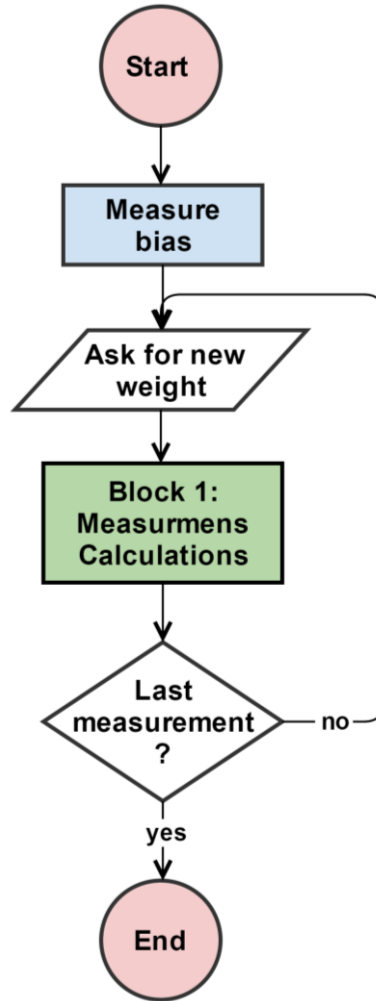 Start
Measure
bias
Ask for new
weight
Block 1:
Measurmens
Calculations
Last
measurement
?
no
yes
End